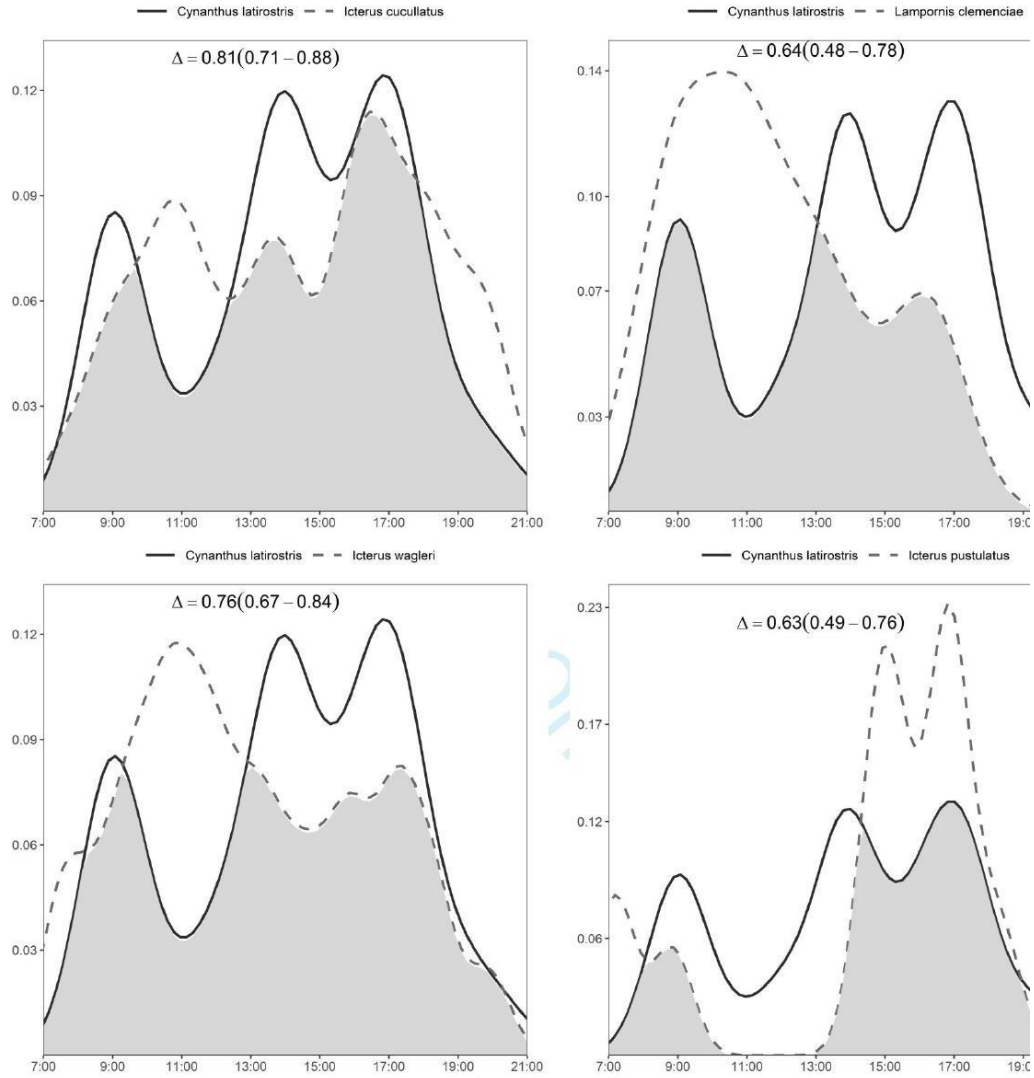 Cynanthus latirostris Icterus cucullatus
Δ = 0.81(0.71 − 0.88)
0.12
0.09
0.06
0.03
7:00 9:00 11:00 13:00 15:00 17:00 19:00 21:00
Cynanthus latirostris Lampornis clemenciae
Δ = 0.64(0.48 − 0.78)
0.14
0.10
0.07
0.03
7:00 9:00 11:00 13:00 15:00 17:00
Cynanthus latirostris Icterus wagleri
Δ = 0.76(0.67 − 0.84)
0.12
0.09
0.06
0.03
7:00 9:00 11:00 13:00 15:00 17:00 19:00 21:00
Cynanthus latirostris Icterus pustulatus
Δ = 0.63(0.49 − 0.76)
0.23
0.17
0.12
0.06
7:00 9:00 11:00 13:00 15:00 17:00